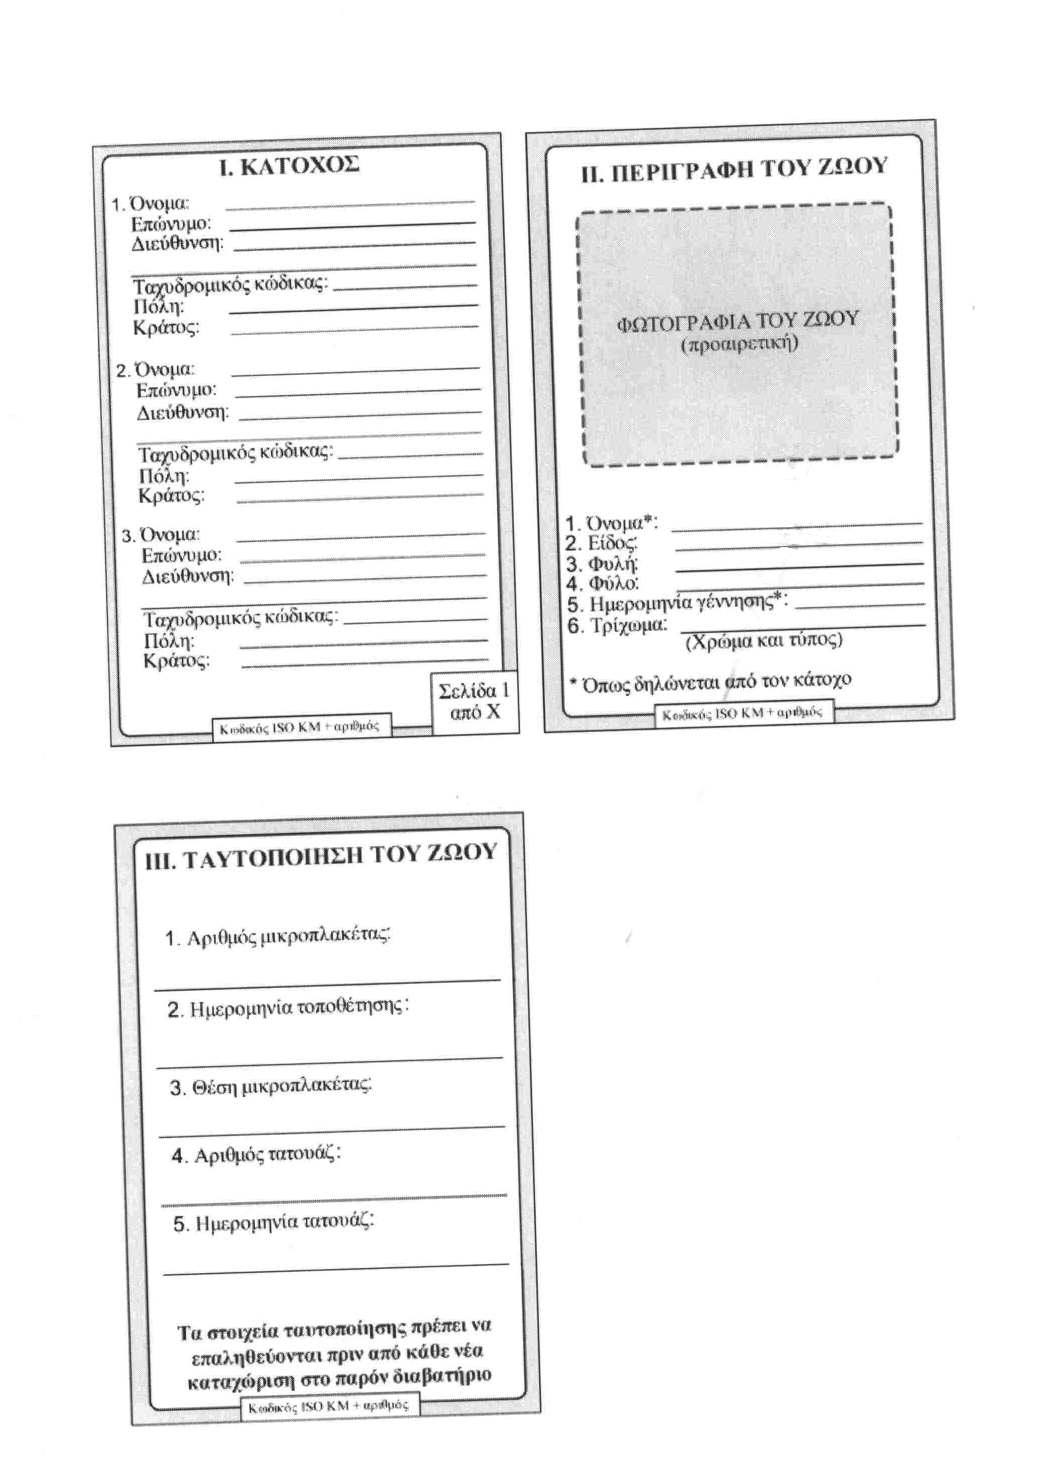 I. ΚΑΤΟΧΟΣ
1. Όνομα:
Επώνυμο:
Διεύθυνση:
Ταχυδρομικός κώδικας:
Πόλη:
Κράτος:
2. Όνομα:
Επώνυμο:
Διεύθυνση:
Ταχυδρομικός κώδικας:
Πόλη:
Κράτος:
3. Όνομα:
Επώνυμο:
Διεύθυνση:
Ταχυδρομικός κώδικας:
Πόλη:
Κράτος:
Σελίδα 1
από X
Κωδικός ISO ΚΜ + αριθμός
II. ΠΕΡΙΓΡΑΦΗ ΤΟΥ ΖΩΟΥ
ΦΩΤΟΓΡΑΦΙΑ ΤΟΥ ΖΩΟΥ
(προαιρετική)
1. Όνομα*:
2. Είδος:
3. Φυλή:
4. Φύλο:
5. Ημερομηνία γέννησης*:
6. Τρίχωμα:
(Χρώμα και τύπος)
* Όπως δηλώνεται από τον κάτοχο
Κωδικός ISO ΚΜ + αριθμός
III. ΤΑΥΤΟΠΟΙΗΣΗ ΤΟΥ ΖΩΟΥ
1. Αριθμός μικροπλακέτας:
2. Ημερομηνία τοποθέτησης:
3. Θέση μικροπλακέτας:
4. Αριθμός τατουάζ:
5. Ημερομηνία τατουάζ:
Τα στοιχεία ταυτοποίησης πρέπει να
επαληθεύονται πριν από κάθε νέα
καταχώριση στο παρόν διαβατήριο
Κωδικός ISO ΚΜ + αριθμός